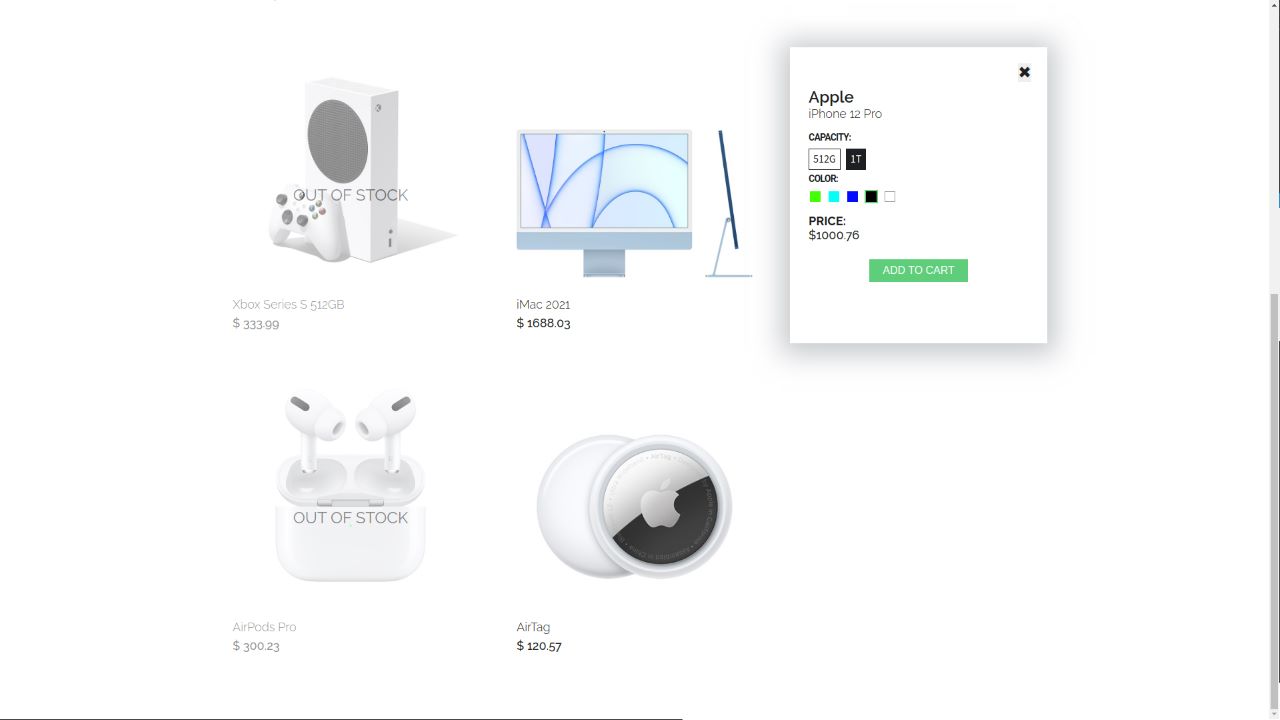 OUT OF STOCK
Xbox Series S 512GB
$ 333.99
iMac 2021
$ 1688.03
✖
Apple
iPhone 12 Pro
CAPACITY:
512G 1T
COLOR:
PRICE:
$1000.76
ADD TO CART
OUT OF STOCK
AirPods Pro
$ 300.23
AirTag
AirTag
$ 120.57